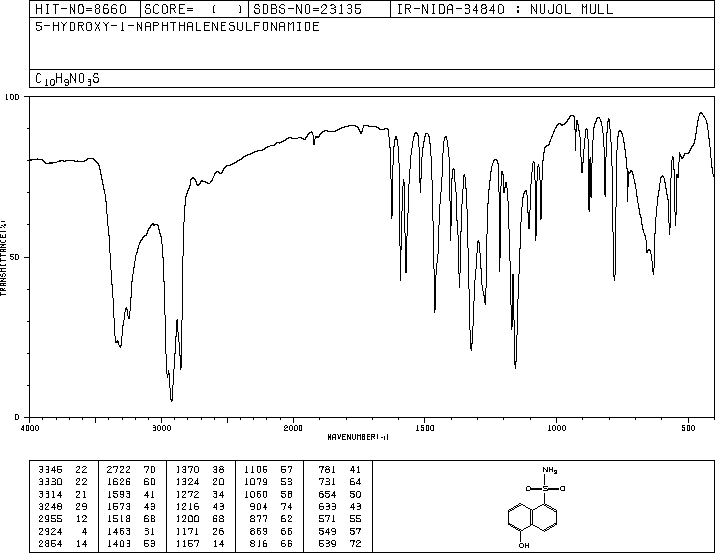 HIT-NO=8660 SCORE= ( ) SDBS-NO=23135 IR-NIDA-34840 : NUJOL MULL
5-HYDROXY-1-NAPHTHALENESULFONAMIDE
C10H9NO3S
100
50
0
TRANSMITTANCE(%)
4000 3000 2000 1500 1000 500
WAVENUMBER(-1)
3345 22 2722 70 1370 38 1106 57 781 41
3330 22 1626 60 1324 20 1079 53 731 64
3314 21 1593 41 1272 34 1060 58 654 50
3248 29 1573 43 1216 43 904 74 633 43
2955 12 1518 68 1200 68 877 62 571 55
2924 4 1463 31 1171 26 869 66 549 57
2854 14 1403 53 1157 14 816 66 539 72
NH2
O S O
OH